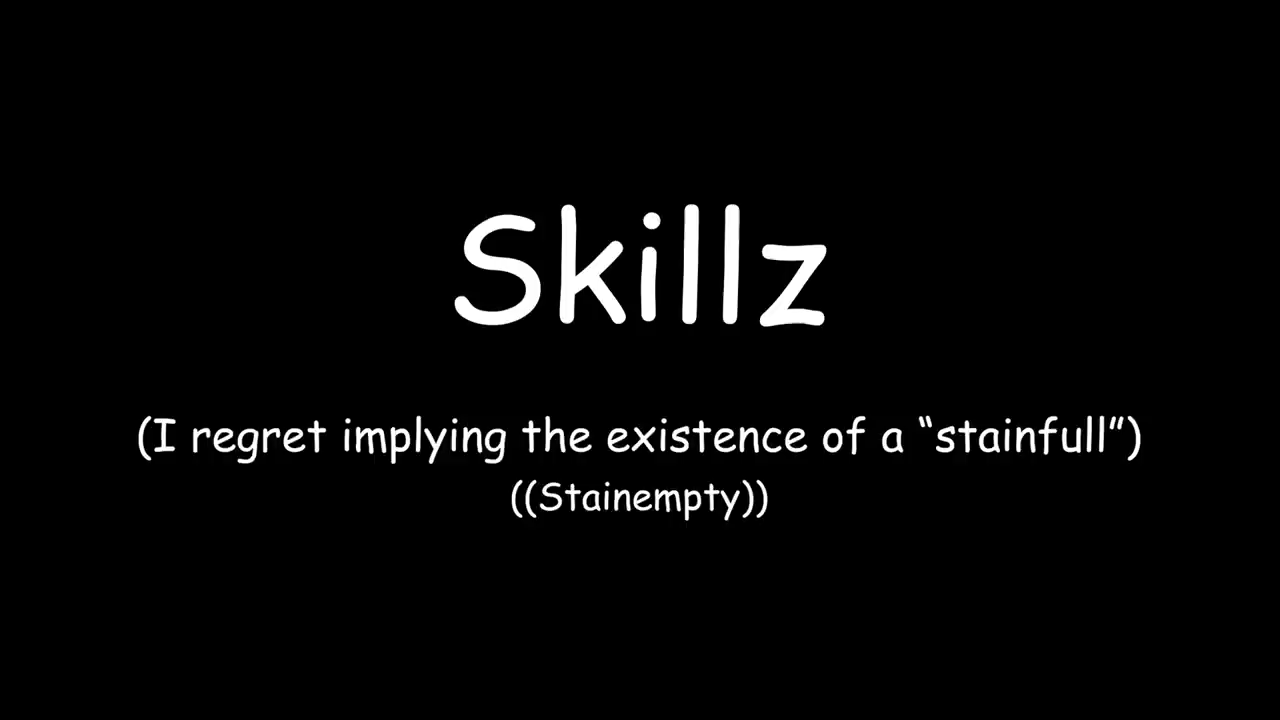 Skillz
(I regret implying the existence of a “stainfull”)
((Stainempty))